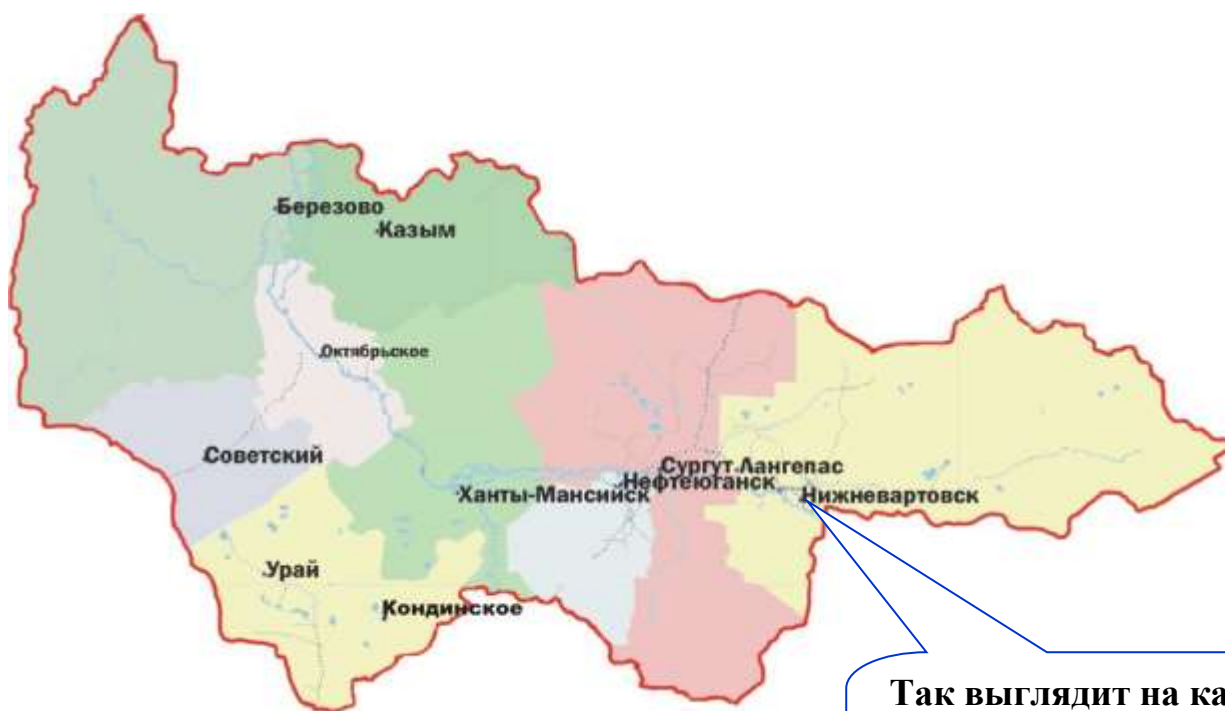 Березово
Казым
Октябрьское
Советский
Сургут Лангепас
Нефтеюганск
Ханты-Мансийск
Нижневартовск
Урай
Кондинское
Так выглядит на ка